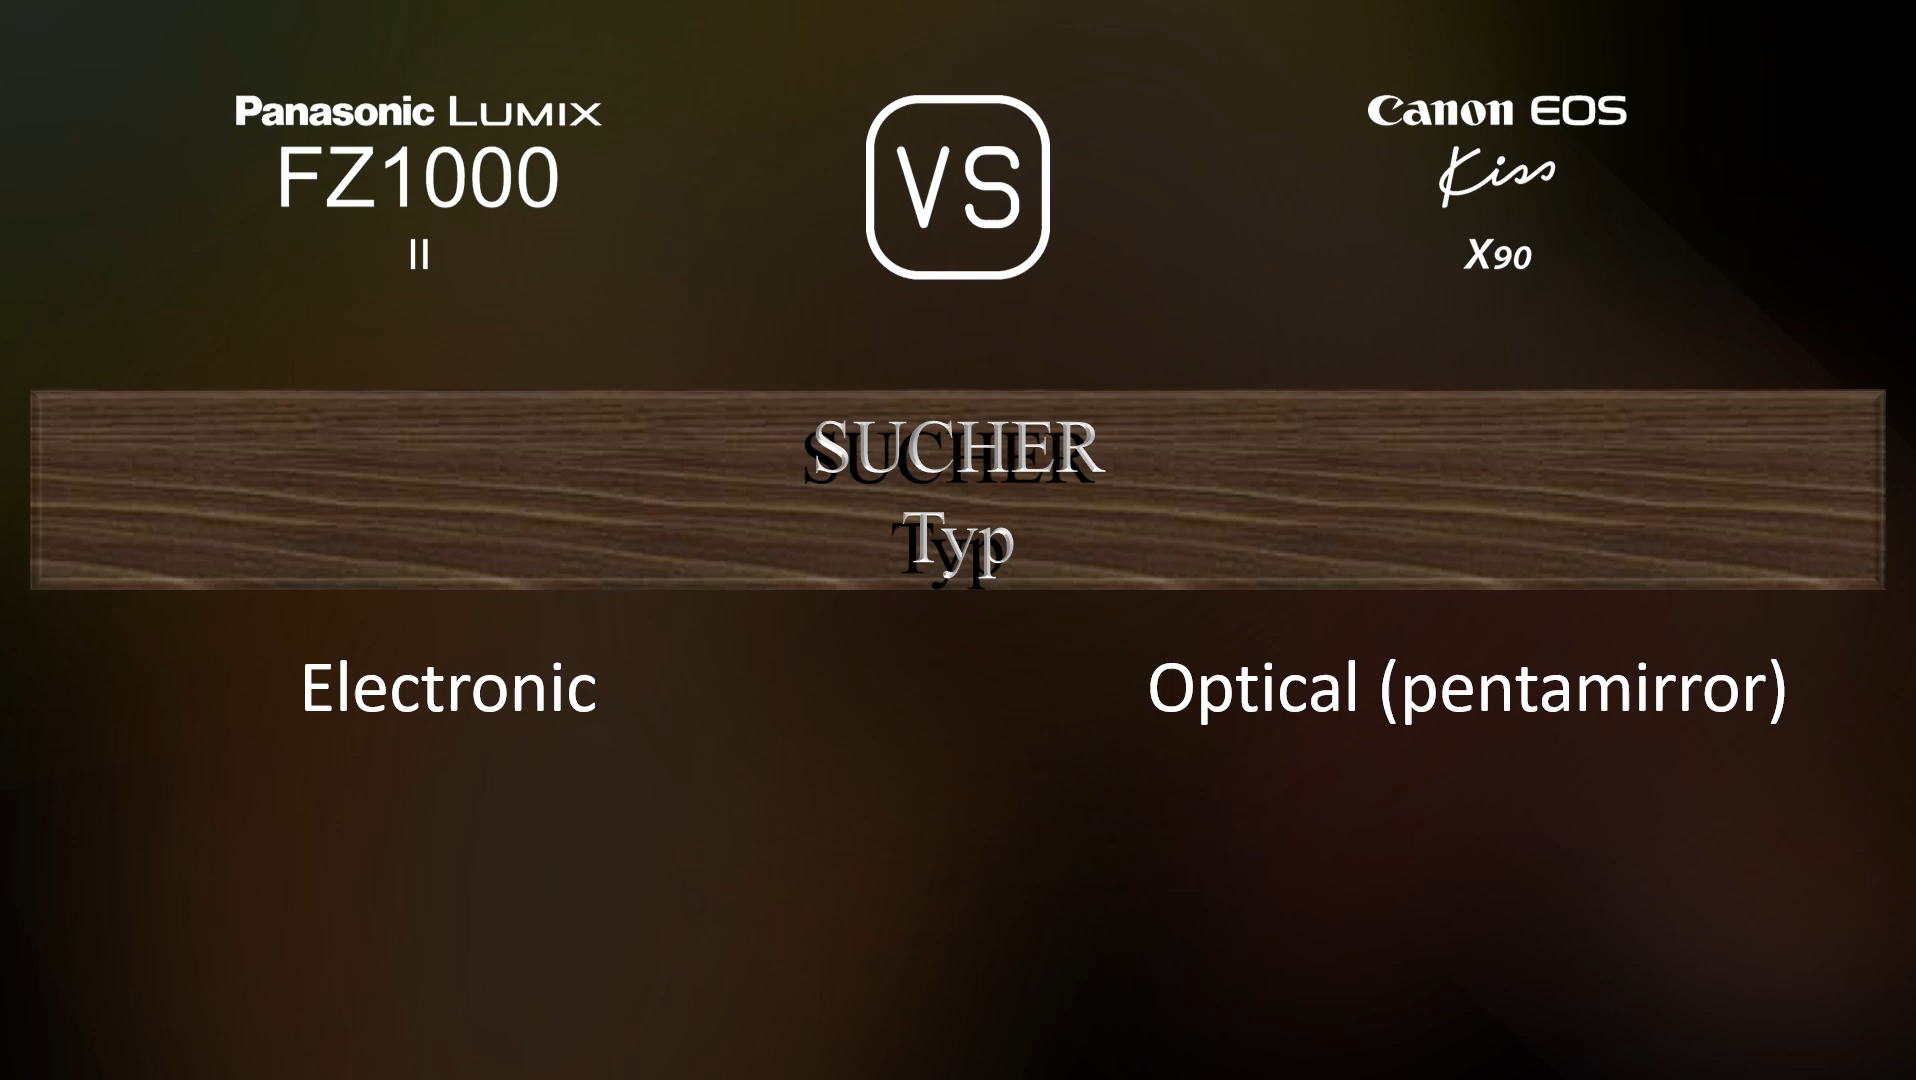 Panasonic LUMIX
FZ1000
II
VS
Canon EOS
Kiss
X90
SUCHER
Typ
Electronic
Optical (pentamirror)